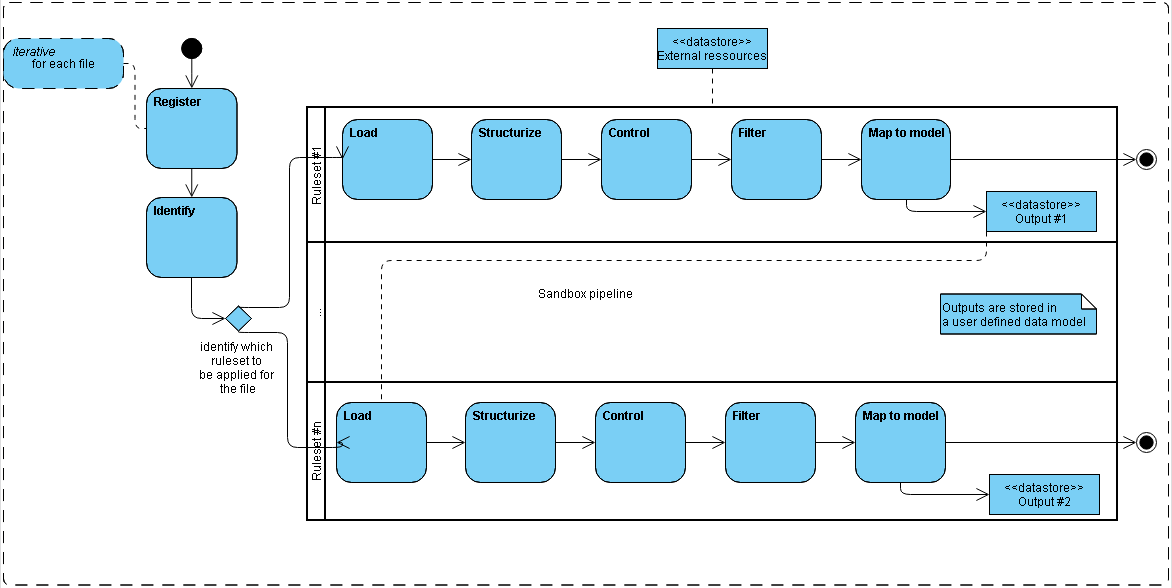 iterative
for each file
<<datastore>>
External ressources
Register
Identify
identify which
ruleset to
be applied for
the file
Ruleset #1
Load
Structurize
Control
Filter
Map to model
<<datastore>>
Output #1
...
Sandbox pipeline
Outputs are stored in
a user defined data model
Ruleset #n
Load
Structurize
Control
Filter
Map to model
<<datastore>>
Output #2